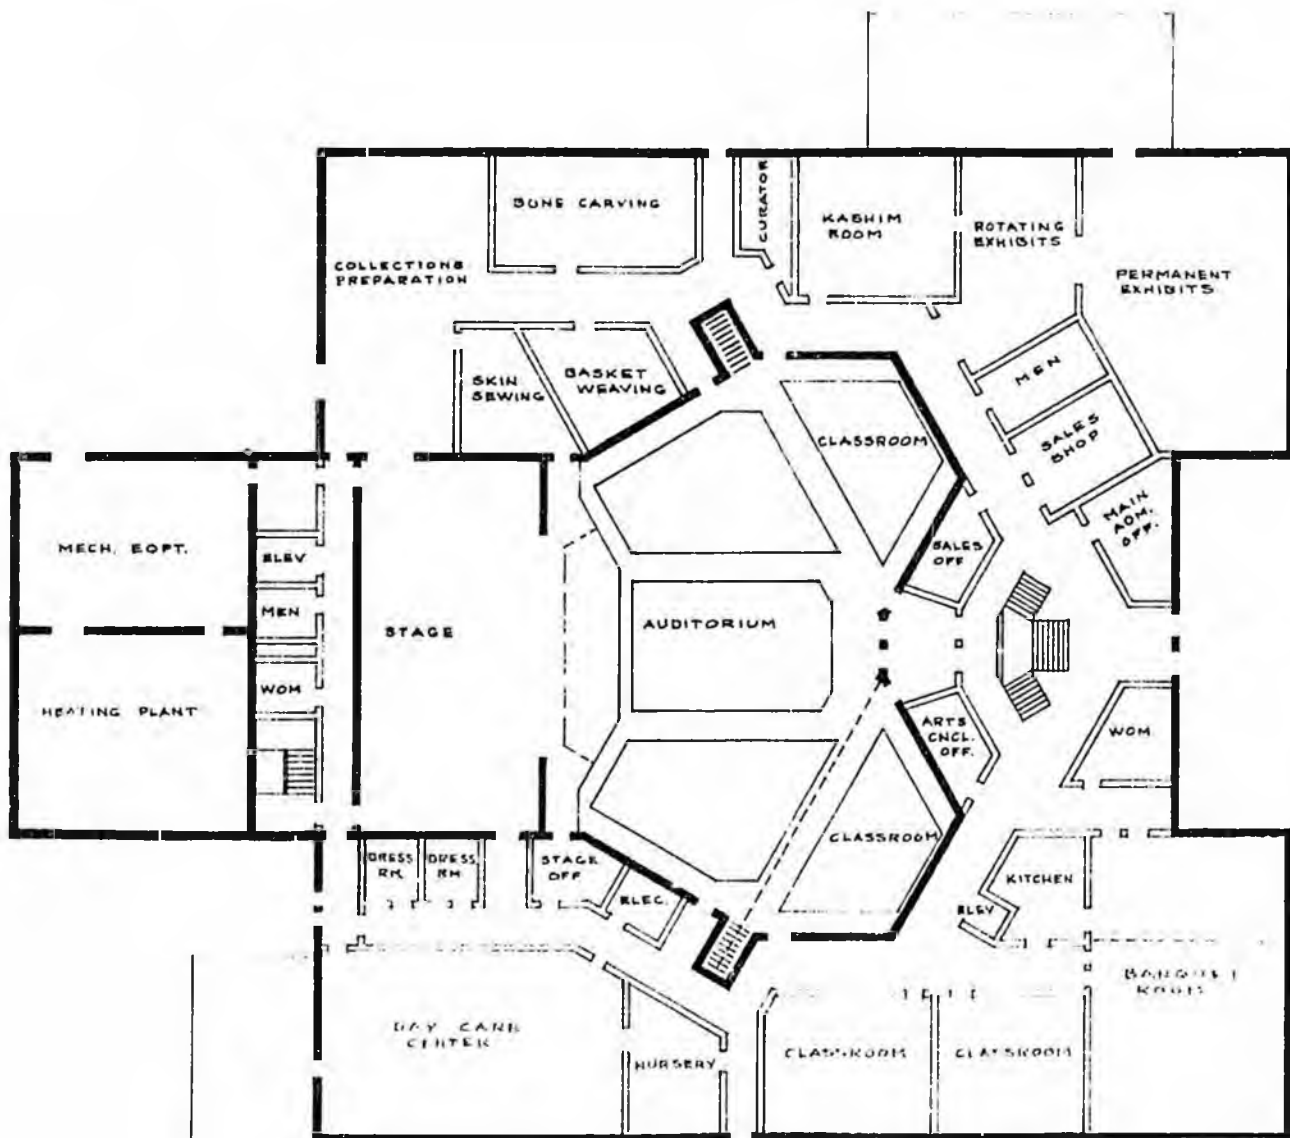 BONE CARVING
CURATOR
KASHIM
ROOM
ROTATING
EXHIBITS
COLLECTIONS
PREPARATION
PERMANENT
EXHIBITS
SKIN
SEWING
BASKET
WEAVING
MEN
CLASSROOM
SALES
SHOP
MAIN
ADM.
OFF.
MECH. EQPT.
ELEV
SALES
OFF
MEN
STAGE
AUDITORIUM
WOM
HEATING PLANT
ARTS
CNCL.
OFF.
WOM.
CLASSROOM
DRESS
RM.
DRESS
RM
STAGE
OFF
ELEC.
KITCHEN
ELEV
BANQUET
ROOM
DAY CARE
CENTER
NURSERY
CLASSROOM
CLASSROOM